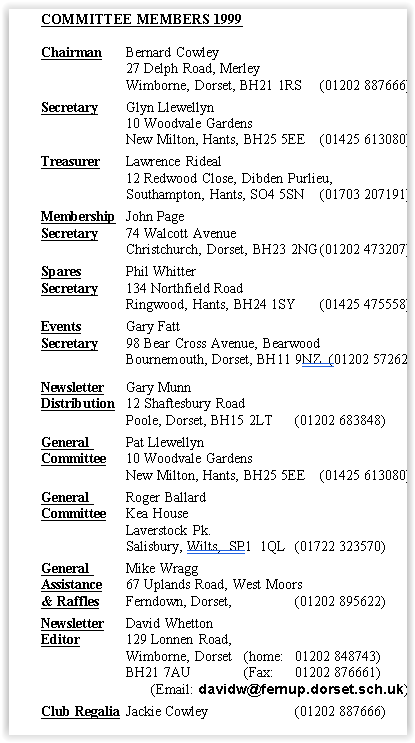 COMMITTEE MEMBERS 1999
Chairman Bernard Cowley
27 Delph Road, Merley
Wimborne, Dorset, BH21 1RS (01202 887666)
Secretary Glyn Llewellyn
10 Woodvale Gardens
New Milton, Hants, BH25 5EE (01425 613080)
Treasurer Lawrence Rideal
12 Redwood Close, Dibden Purlieu,
Southampton, Hants, SO4 5SN (01703 207191)
Membership John Page
Secretary 74 Walcott Avenue
Christchurch, Dorset, BH23 2NG (01202 473207)
Spares Phil Whitter
Secretary 134 Northfield Road
Ringwood, Hants, BH24 1SY (01425 475558)
Events Gary Fatt
Secretary 98 Bear Cross Avenue, Bearwood
Bournemouth, Dorset, BH11 9NZ (01202 57262
Newsletter Gary Munn
Distribution 12 Shaftesbury Road
Poole, Dorset, BH15 2LT (01202 683848)
General Pat Llewellyn
Committee 10 Woodvale Gardens
New Milton, Hants, BH25 5EE (01425 613080)
General Roger Ballard
Committee Kea House
Laverstock Pk.
Salisbury, Wilts, SP1 1QL (01722 323570)
General Mike Wragg
Assistance 67 Uplands Road, West Moors
& Raffles Ferndown, Dorset, (01202 895622)
Newsletter David Whetton
Editor 129 Lonnen Road,
Wimborne, Dorset (home: 01202 848743)
BH21 7AU (Fax: 01202 876661)
(Email: davidw@fernup.dorset.sch.uk)
Club Regalia Jackie Cowley (01202 887666)